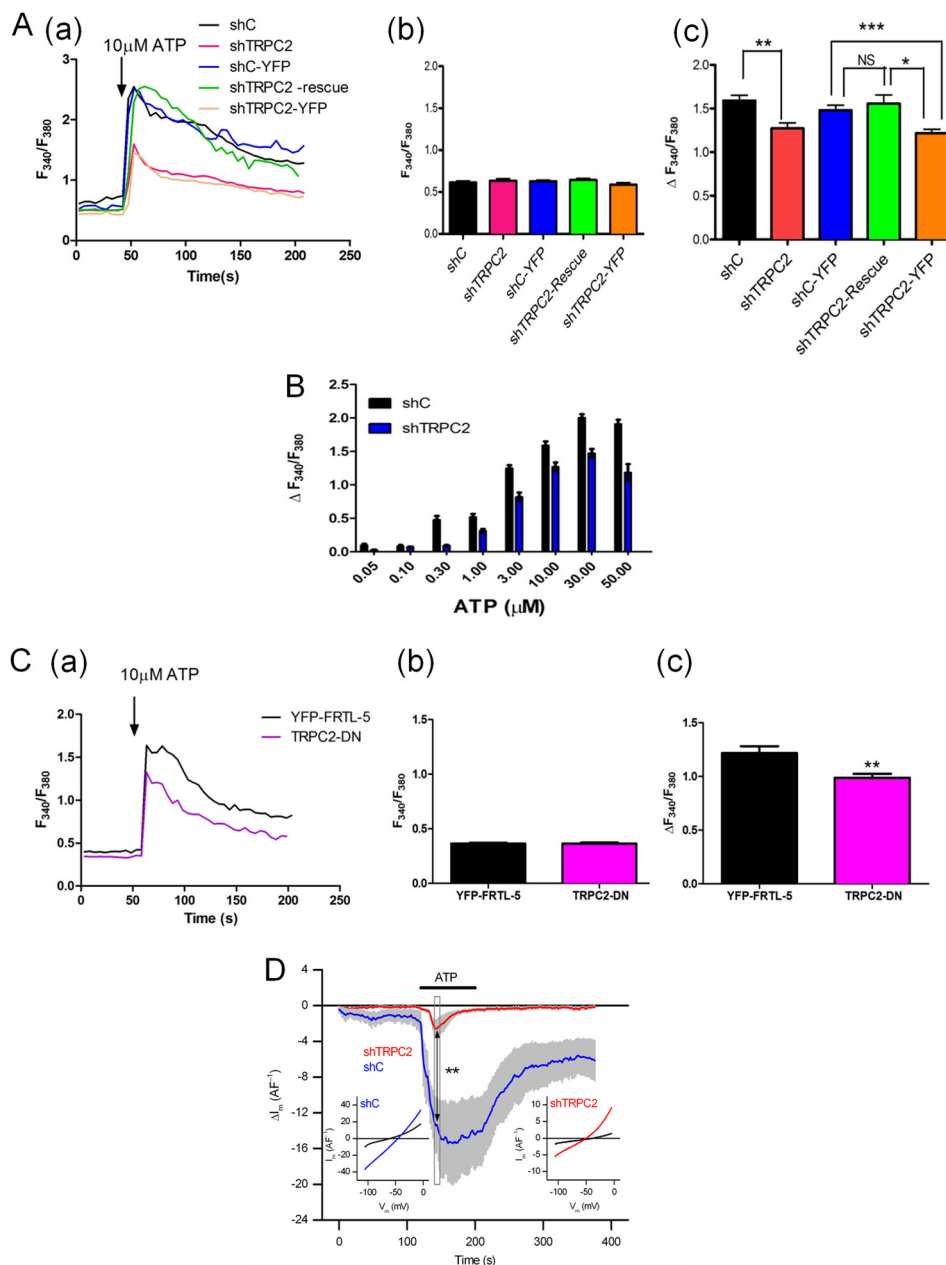 A (a)
10μM ATP
shC
shTRPC2
shC-YFP
shTRPC2 -rescue
shTRPC2-YFP
F340/F380
3
2
1
0
0 50 100 150 200 250
Time(s)
(b)
F340/F380
2.0
1.5
1.0
0.5
0.0
shC
shTRPC2
shC-YFP
shTRPC2-Rescue
shTRPC2-YFP
(c)
***
**
NS
*
Δ F340/F380
2.0
1.5
1.0
0.5
0.0
shC
shTRPC2
shC-YFP
shTRPC2-Rescue
shTRPC2-YFP
B
shC
shTRPC2
Δ F340/F380
2.5
2.0
1.5
1.0
0.5
0.0
0.05 0.10 0.30 1.00 3.00 10.00 30.00 50.00
ATP (μM)
C (a)
10μM ATP
YFP-FRTL-5
TRPC2-DN
F340/F380
2.0
1.5
1.0
0.5
0.0
0 50 100 150 200 250
Time (s)
(b)
F340/F380
1.5
1.0
0.5
0.0
YFP-FRTL-5 TRPC2-DN
(c)
ΔF340/F380
1.5
1.0
0.5
0.0
**
YFP-FRTL-5 TRPC2-DN
D
ATP
ΔIm (AF⁻¹)
4
0
-4
-8
-12
-16
-20
-24
shTRPC2
shC
**
shC
Im (AF⁻¹)
40
20
0
-20
-40
-100 -50 0
Vm (mV)
shTRPC2
Im (AF⁻¹)
10
5
0
-5
-10
-100 -50 0
Vm (mV)
0 100 200 300 400
Time (s)